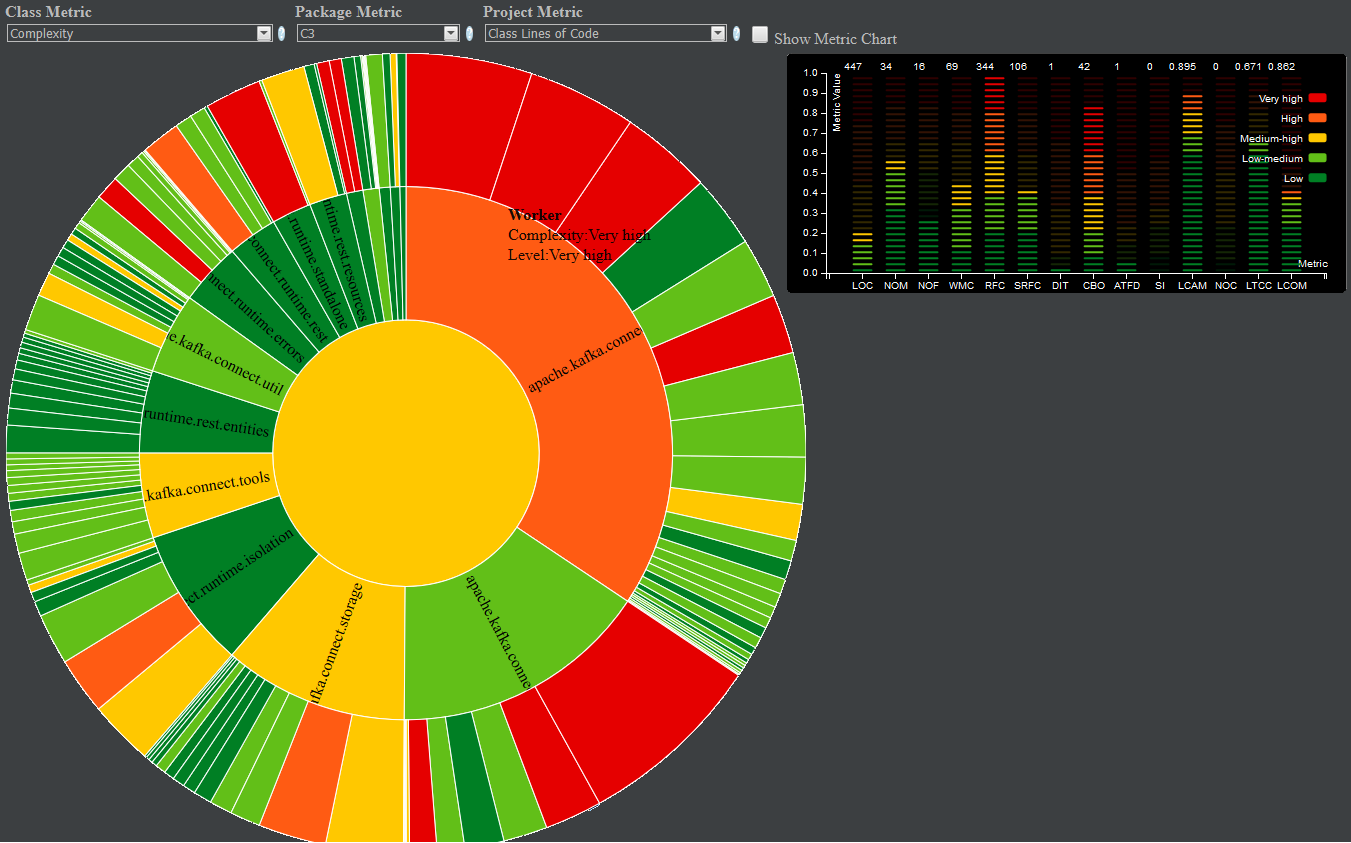 Class Metric
Package Metric
Project Metric
Complexity
C3
Class Lines of Code
Show Metric Chart
447 34 16 69 344 106 1 42 1 0 0.895 0 0.671 0.862
Metric Value
1.0
0.9
0.8
0.7
0.6
0.5
0.4
0.3
0.2
0.1
0.0
Very high
High
Medium-high
Low-medium
Low
Metric
LOC NOM NOF WMC RFC SRFC DIT CBO ATFD SI LCAM NOC LTCC LCOM
Worker
Complexity:Very high
Level:Very high
apache.kafka.conne
apache.kafka.conne
afka.connect.storage
ect.runtime.isolation
.kafka.connect.tools
runtime.rest.entities
e.kafka.connect.util
nnect.runtime.errors
connect.runtime.rest
runtime.standalone
ntime.rest.resources